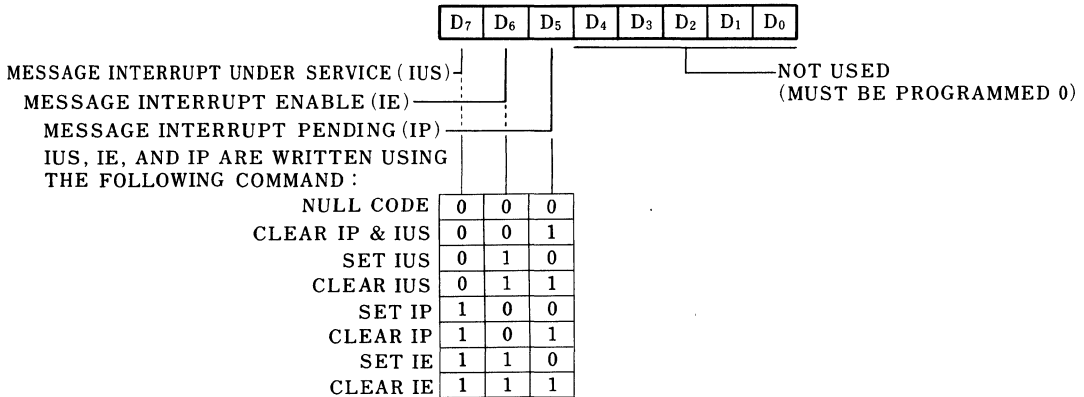 D₇ D₆ D₅ D₄ D₃ D₂ D₁ D₀
MESSAGE INTERRUPT UNDER SERVICE (IUS)
NOT USED
MESSAGE INTERRUPT ENABLE (IE)
(MUST BE PROGRAMMED 0)
MESSAGE INTERRUPT PENDING (IP)
IUS, IE, AND IP ARE WRITTEN USING
THE FOLLOWING COMMAND :
NULL CODE 0 0 0
CLEAR IP & IUS 0 0 1
SET IUS 0 1 0
CLEAR IUS 0 1 1
SET IP 1 0 0
CLEAR IP 1 0 1
SET IE 1 1 0
CLEAR IE 1 1 1